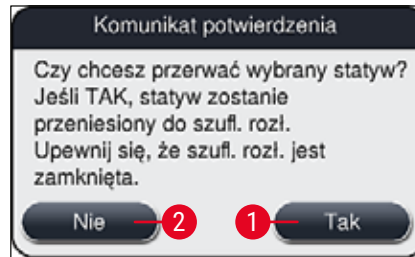 Komunikat potwierdzenia
Czy chcesz przerwać wybrany statyw?
Jeśli TAK, statyw zostanie
przeniesiony do szufl. rozł.
Upewnij się, że szufl. rozł. jest
zamknięta.
Nie 2 1 Tak